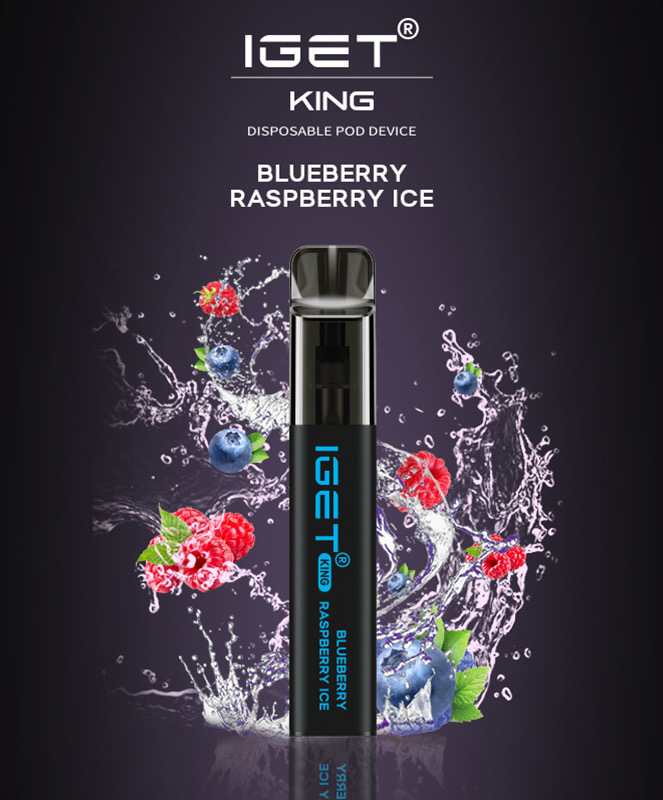 IGET®
KING
DISPOSABLE POD DEVICE
BLUEBERRY
RASPBERRY ICE
IGET®
KING
BLUEBERRY
RASPBERRY ICE